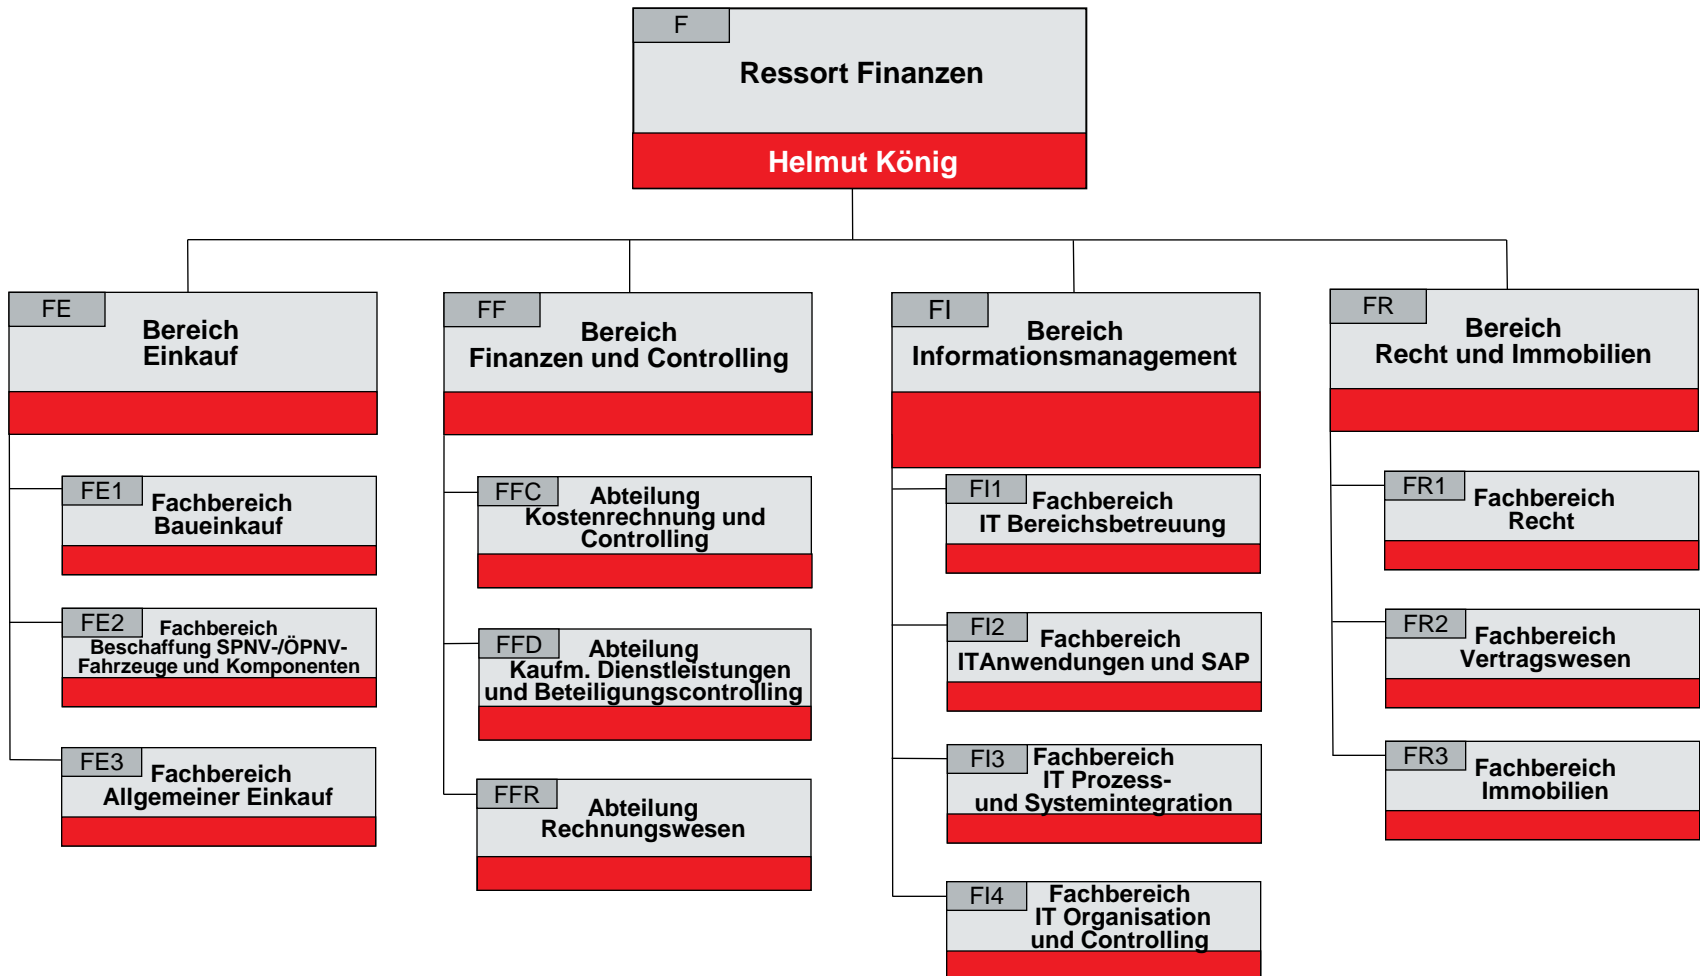 F
Ressort Finanzen
Helmut König
FE
Bereich
Einkauf
FE1
Fachbereich
Baueinkauf
FE2
Fachbereich
Beschaffung SPNV-/ÖPNV-
Fahrzeuge und Komponenten
FE3
Fachbereich
Allgemeiner Einkauf
FF
Bereich
Finanzen und Controlling
FFC
Abteilung
Kostenrechnung und
Controlling
FFD
Abteilung
Kaufm. Dienstleistungen
und Beteiligungscontrolling
FFR
Abteilung
Rechnungswesen
FI
Bereich
Informationsmanagement
FI1
Fachbereich
IT Bereichsbetreuung
FI2
Fachbereich
ITAnwendungen und SAP
FI3
Fachbereich
IT Prozess-
und Systemintegration
FI4
Fachbereich
IT Organisation
und Controlling
FR
Bereich
Recht und Immobilien
FR1
Fachbereich
Recht
FR2
Fachbereich
Vertragswesen
FR3
Fachbereich
Immobilien